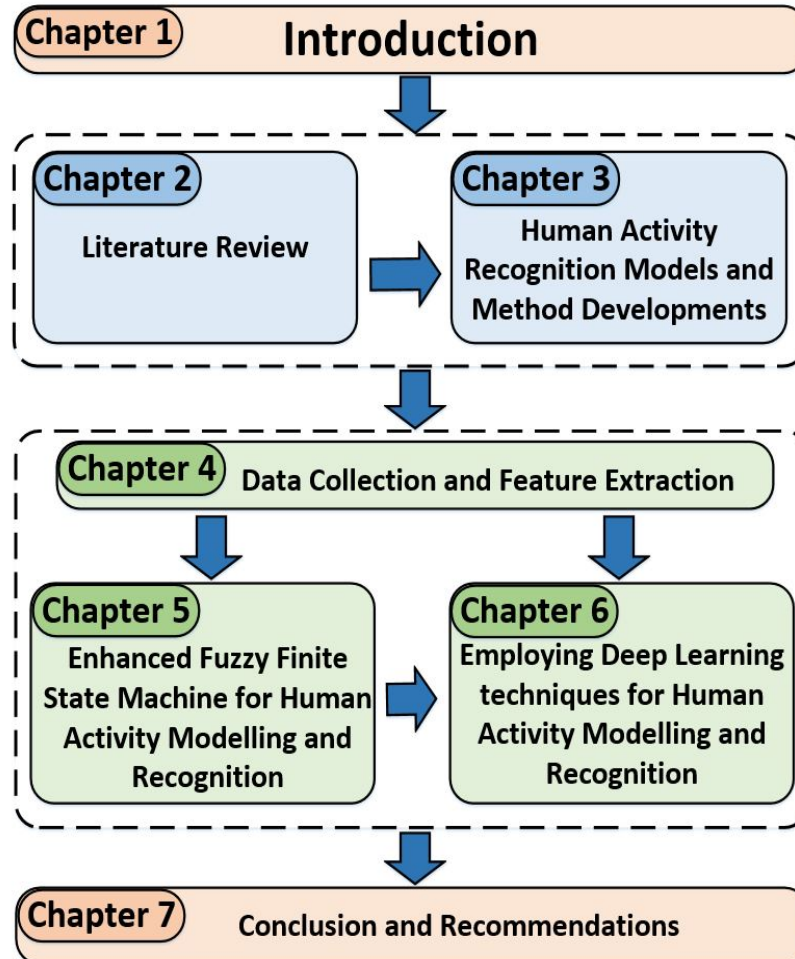 Chapter 1
Introduction
Chapter 2
Literature Review
Chapter 3
Human Activity
Recognition Models and
Method Developments
Chapter 4
Data Collection and Feature Extraction
Chapter 5
Enhanced Fuzzy Finite
State Machine for Human
Activity Modelling and
Recognition
Chapter 6
Employing Deep Learning
techniques for Human
Activity Modelling and
Recognition
Chapter 7
Conclusion and Recommendations